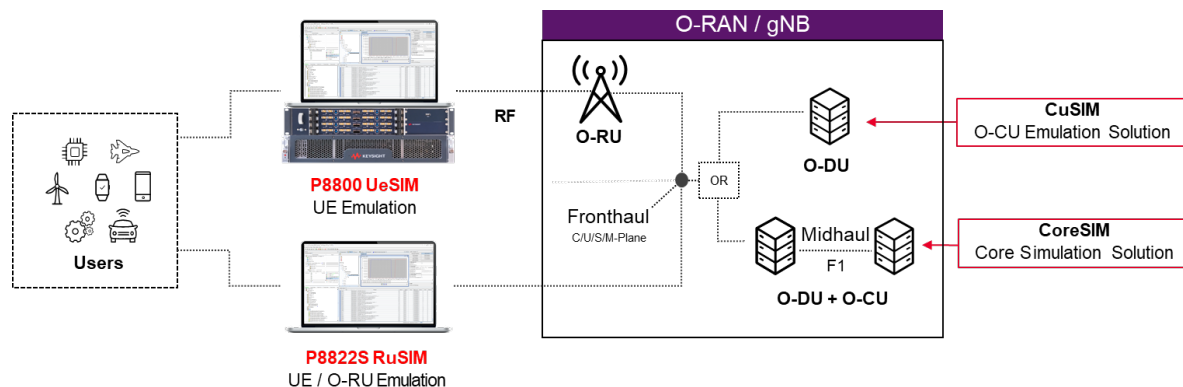 O-RAN / gNB
RF
O-RU
OR
O-DU
CuSIM
O-CU Emulation Solution
KEYSIGHT
P8800 UeSIM
UE Emulation
Fronthaul
C/U/S/M-Plane
Midhaul
F1
O-DU + O-CU
CoreSIM
Core Simulation Solution
Users
P8822S RuSIM
UE / O-RU Emulation